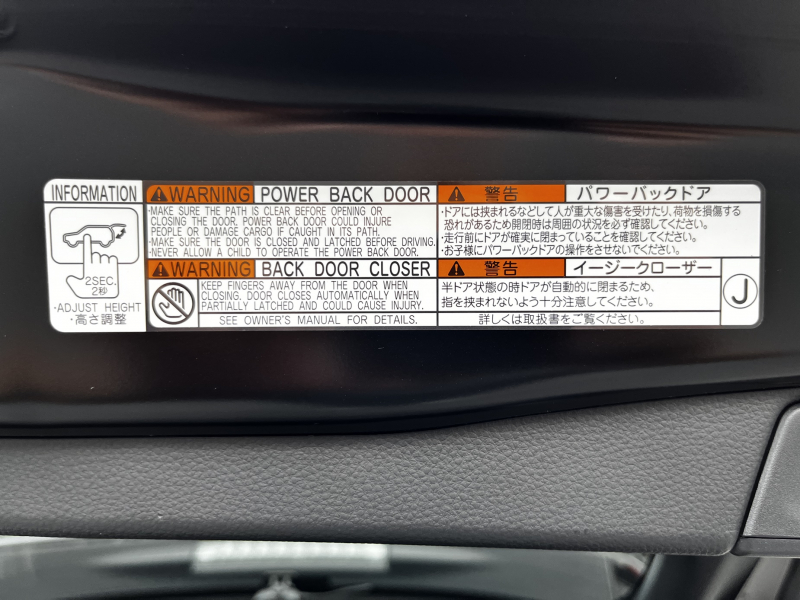 INFORMATION
2SEC.
2秒
・ADJUST HEIGHT
・高さ調整
WARNING POWER BACK DOOR
・MAKE SURE THE PATH IS CLEAR BEFORE OPENING OR
CLOSING THE DOOR. POWER BACK DOOR COULD INJURE
PEOPLE OR DAMAGE CARGO IF CAUGHT IN ITS PATH.
・MAKE SURE THE DOOR IS CLOSED AND LATCHED BEFORE DRIVING.
・NEVER ALLOW A CHILD TO OPERATE THE POWER BACK DOOR.
WARNING BACK DOOR CLOSER
KEEP FINGERS AWAY FROM THE DOOR WHEN
CLOSING. DOOR CLOSES AUTOMATICALLY WHEN
PARTIALLY LATCHED AND COULD CAUSE INJURY.
SEE OWNER'S MANUAL FOR DETAILS.
警告 パワーバックドア
・ドアには挟まれるなどして人が重大な傷害を受けたり、荷物を損傷する
恐れがあるため開閉時は周囲の状況を必ず確認してください。
・走行前にドアが確実に閉まっていることを確認してください。
・お子様にパワーバックドアの操作をさせないでください。
警告 イージークローザー
半ドア状態の時ドアが自動的に閉まるため、
指を挟まれないよう十分注意してください。
詳しくは取扱書をご覧ください。
J